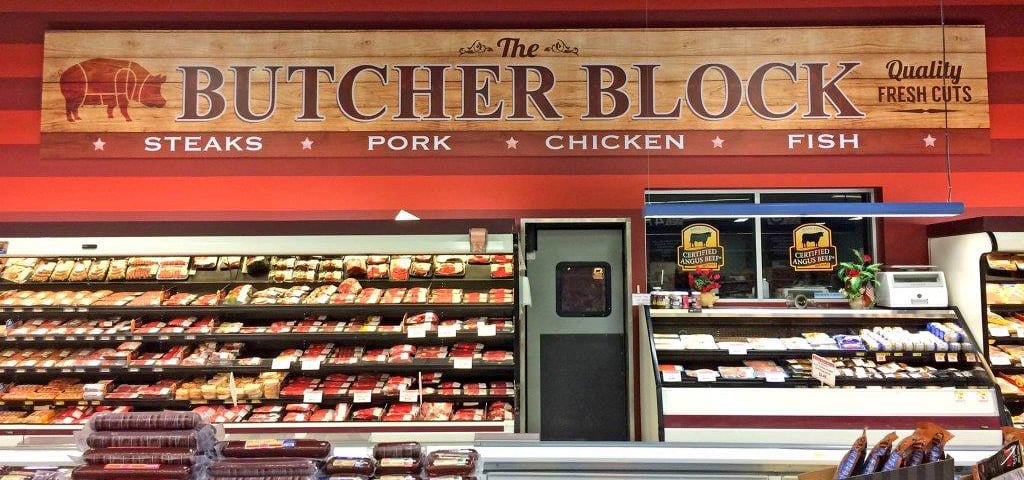 The
BUTCHER BLOCK
Quality
FRESH CUTS
STEAKS PORK CHICKEN FISH
CERTIFIED
ANGUS BEEF
CERTIFIED
ANGUS BEEF